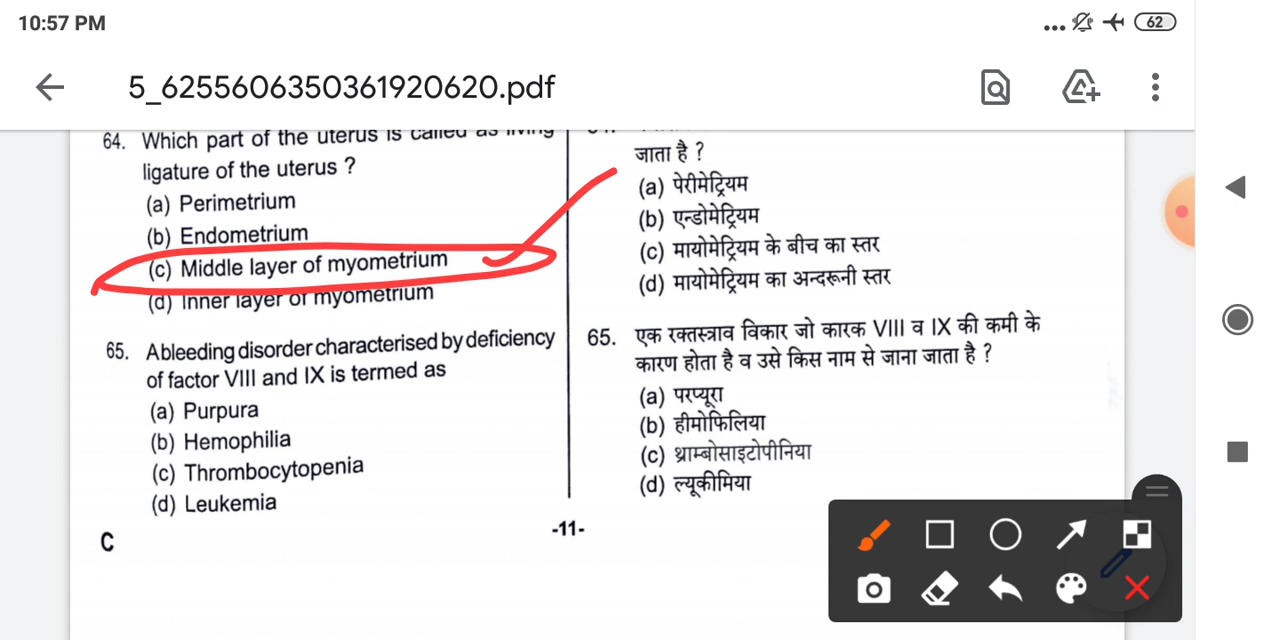 10:57 PM
62
5_6255606350361920620.pdf
64. Which part of the uterus is called as living
ligature of the uterus ?
(a) Perimetrium
(b) Endometrium
(c) Middle layer of myometrium
(d) Inner layer of myometrium
65. A bleeding disorder characterised by deficiency
of factor VIII and IX is termed as
(a) Purpura
(b) Hemophilia
(c) Thrombocytopenia
(d) Leukemia
जाता है ?
(a) पेरीमेट्रियम
(b) एन्डोमेट्रियम
(c) मायोमेट्रियम के बीच का स्तर
(d) मायोमेट्रियम का अन्दरूनी स्तर
65. एक रक्तस्त्राव विकार जो कारक VIII व IX की कमी के
कारण होता है व उसे किस नाम से जाना जाता है ?
(a) परप्यूरा
(b) हीमोफिलिया
(c) थ्राम्बोसाइटोपीनिया
(d) ल्यूकीमिया
C
-11-